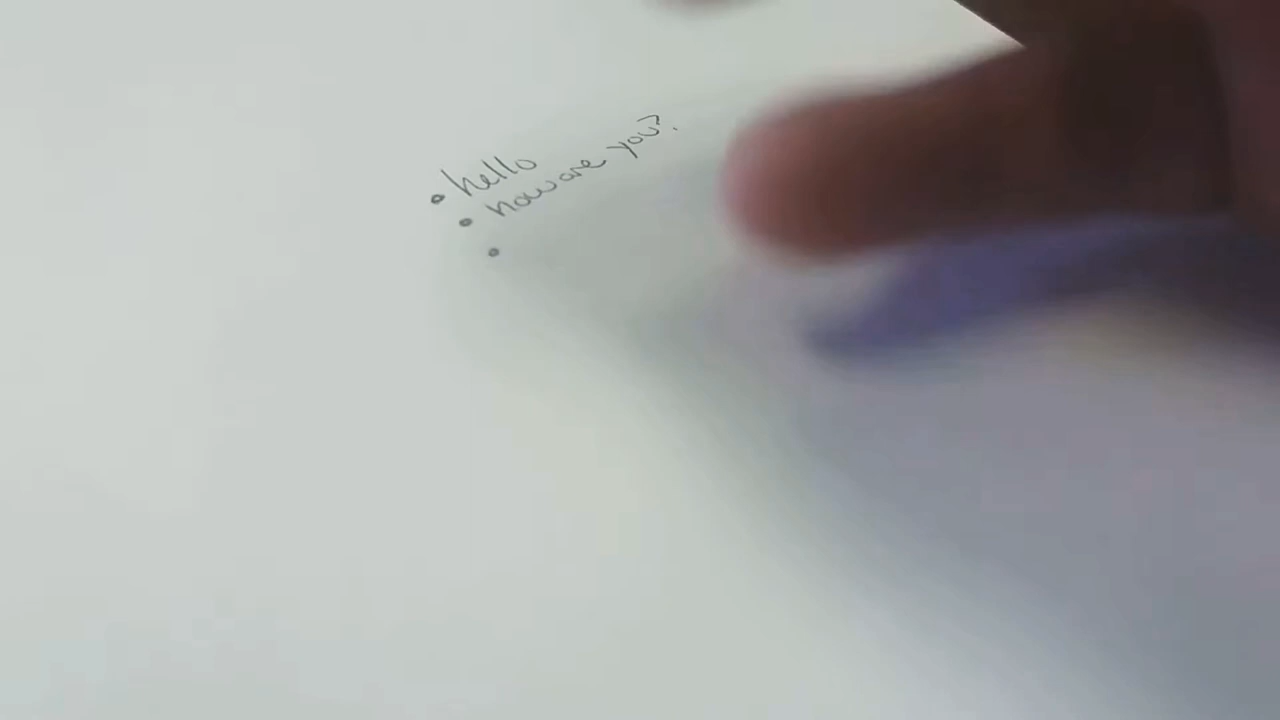 • hello
• how are you?
•